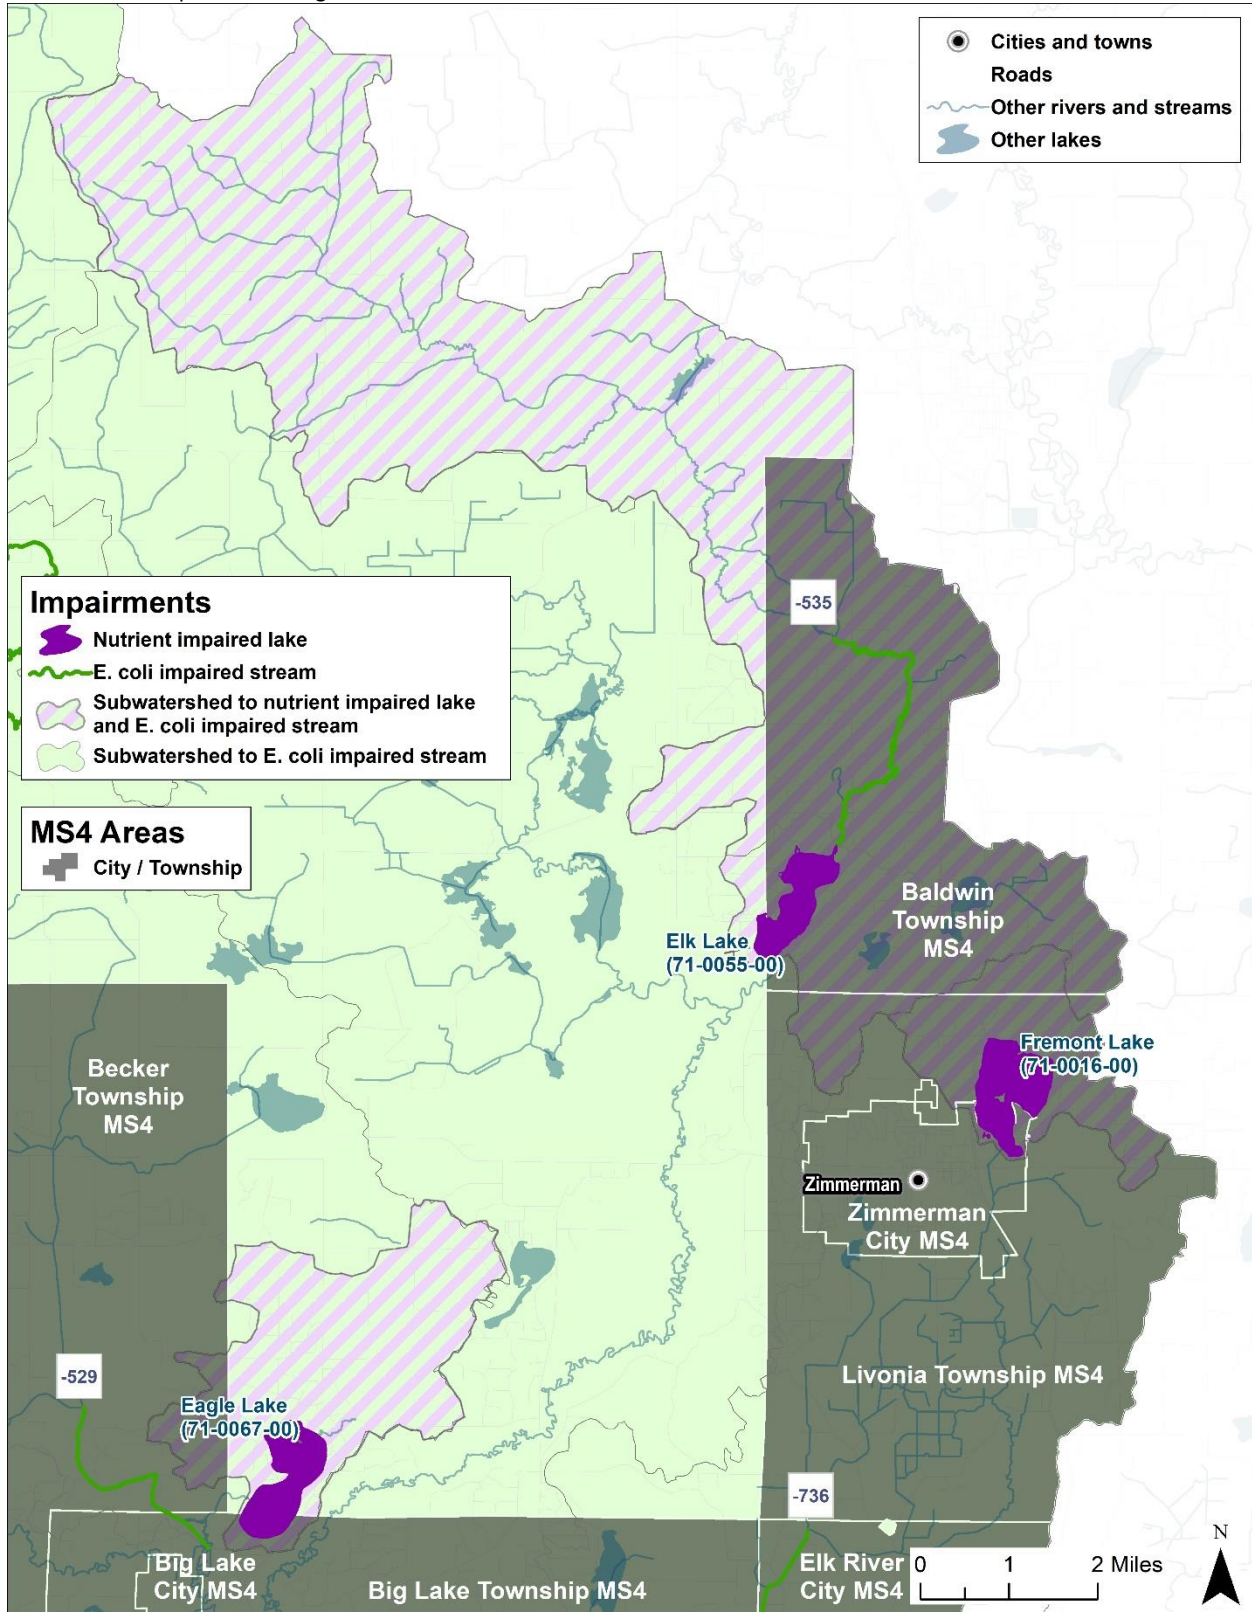 Cities and towns
Roads
Other rivers and streams
Other lakes
-535
Impairments
Nutrient impaired lake
E. coli impaired stream
Subwatershed to nutrient impaired lake
and E. coli impaired stream
Subwatershed to E. coli impaired stream
MS4 Areas
City / Township
Baldwin
Township
MS4
Elk Lake
(71-0055-00)
Fremont Lake
(71-0016-00)
Becker
Township
MS4
Zimmerman
Zimmerman
City MS4
Livonia Township MS4
-529
Eagle Lake
(71-0067-00)
-736
Big Lake
City MS4
Big Lake Township MS4
Elk River
City MS4
0 1 2 Miles
N